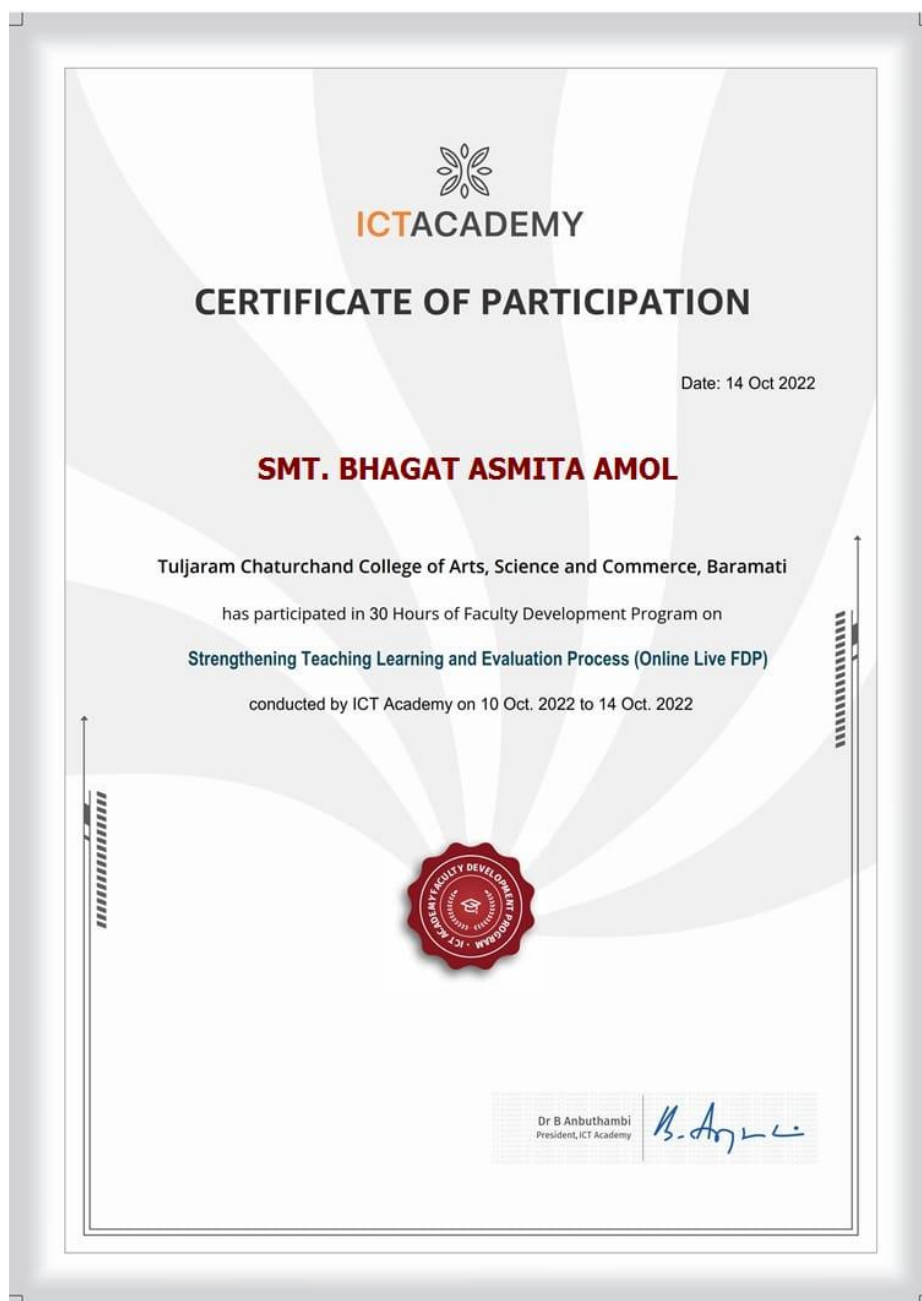 ICTACADEMY
CERTIFICATE OF PARTICIPATION
Date: 14 Oct 2022
SMT. BHAGAT ASMITA AMOL
Tuljaram Chaturchand College of Arts, Science and Commerce, Baramati
has participated in 30 Hours of Faculty Development Program on
Strengthening Teaching Learning and Evaluation Process (Online Live FDP)
conducted by ICT Academy on 10 Oct. 2022 to 14 Oct. 2022
ICT ACADEMY FACULTY DEVELOPMENT PROGRAM
Dr B Anbuthambi
President, ICT Academy